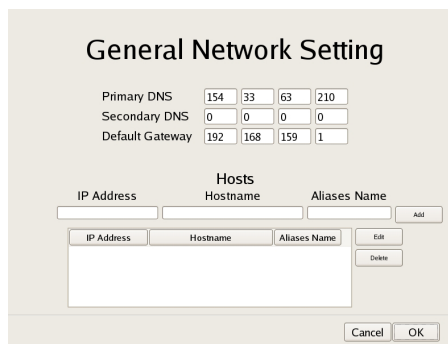 General Network Setting
Primary DNS 154 33 63 210
Secondary DNS 0 0 0 0
Default Gateway 192 168 159 1
Hosts
IP Address Hostname Aliases Name
Add
IP Address Hostname Aliases Name
Edit
Delete
Cancel OK